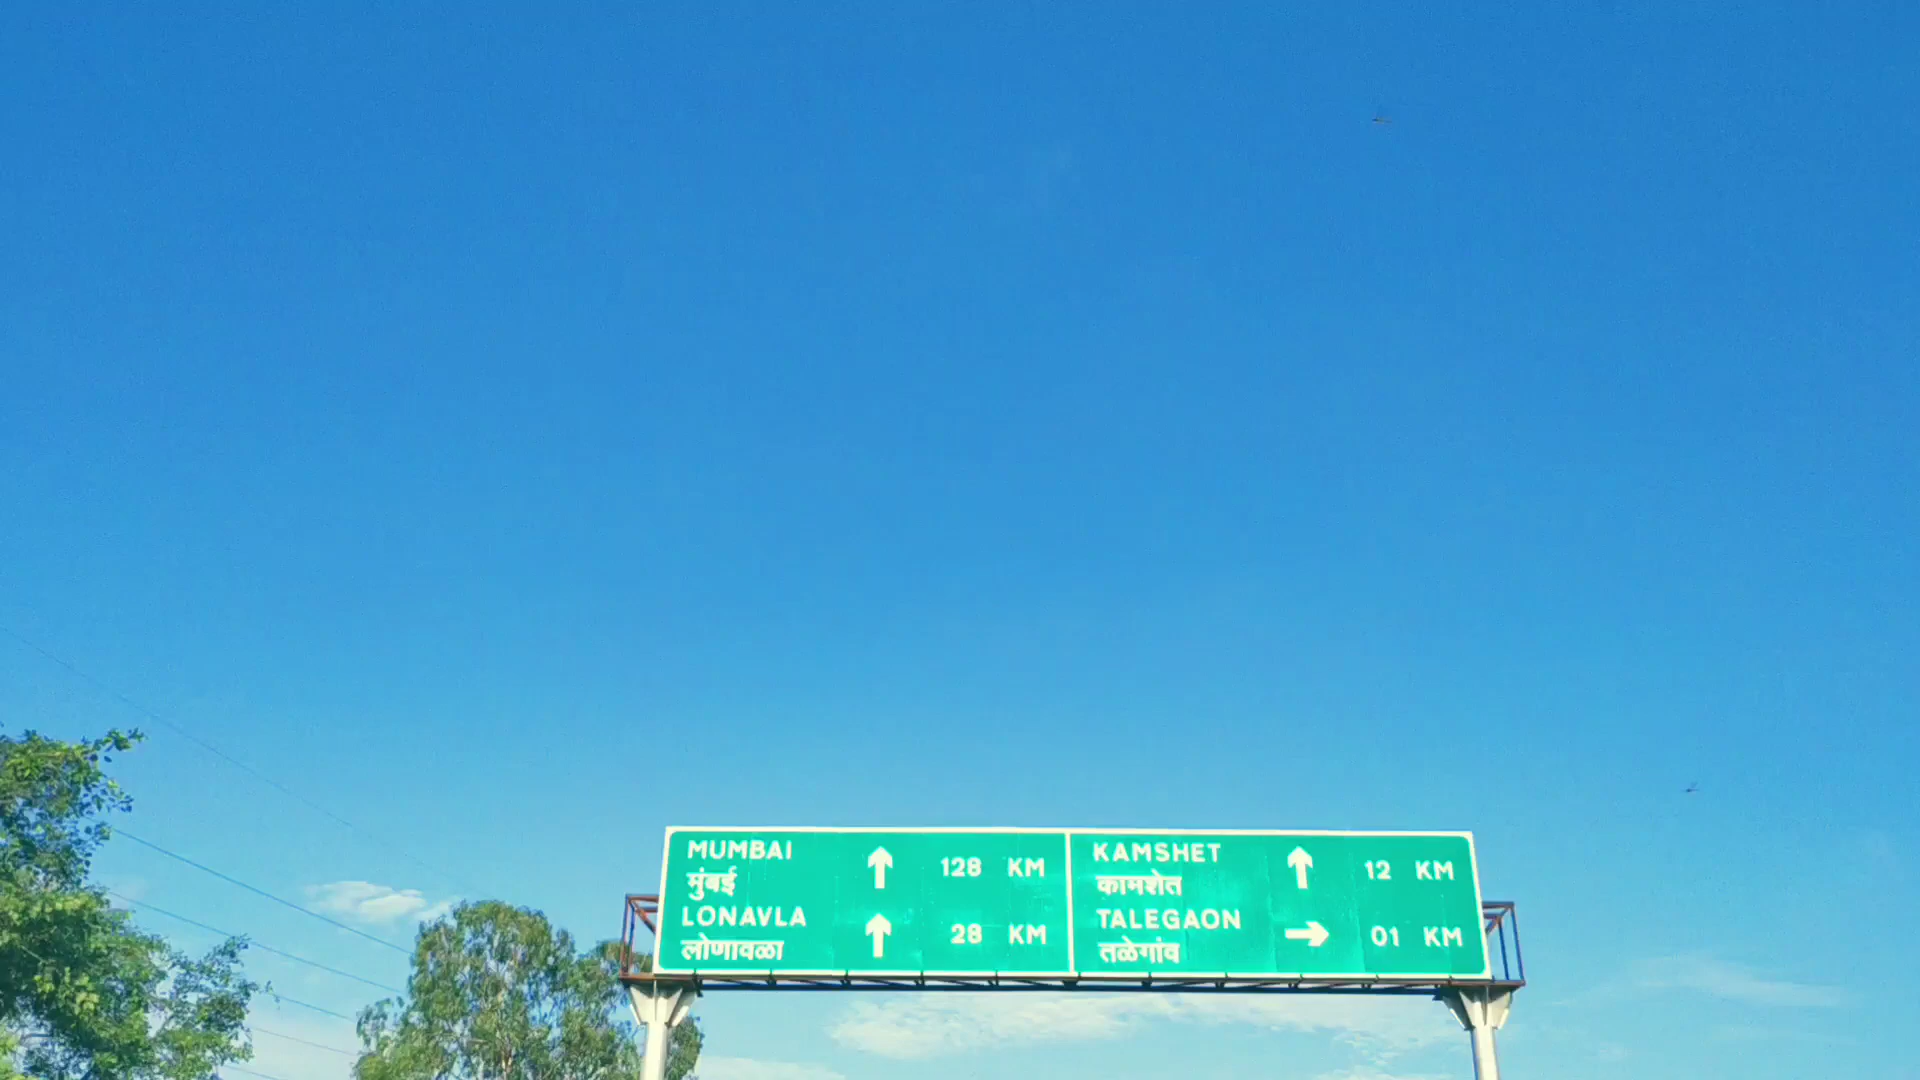 MUMBAI ↑ 128 KM
मुंबई
LONAVLA ↑ 28 KM
लोणावळा
KAMSHET ↑ 12 KM
कामशेत
TALEGAON → 01 KM
तळेगांव